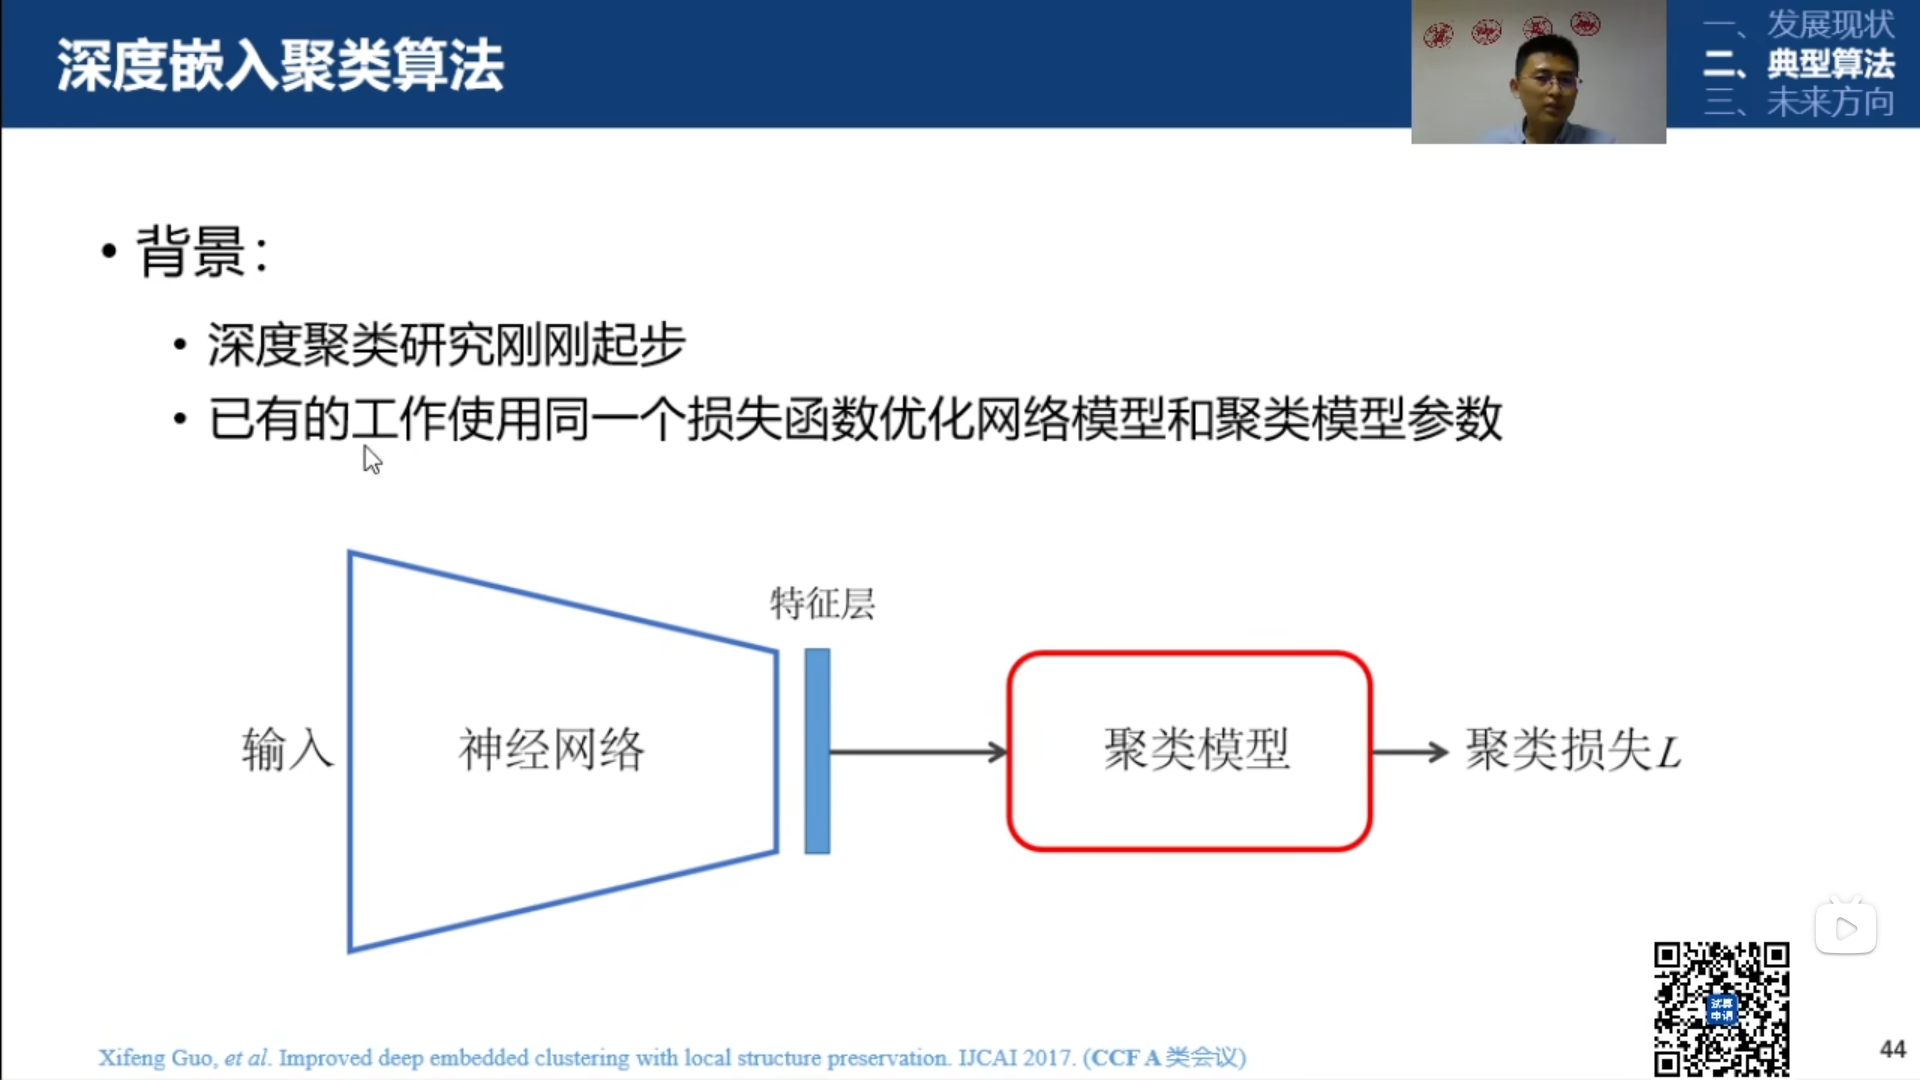 深度嵌入聚类算法
一、发展现状
二、典型算法
三、未来方向
• 背景：
• 深度聚类研究刚刚起步
• 已有的工作使用同一个损失函数优化网络模型和聚类模型参数
特征层
输入
神经网络
聚类模型
聚类损失L
试算
申请
Xifeng Guo, et al. Improved deep embedded clustering with local structure preservation. IJCAI 2017. (CCF A 类会议)
44